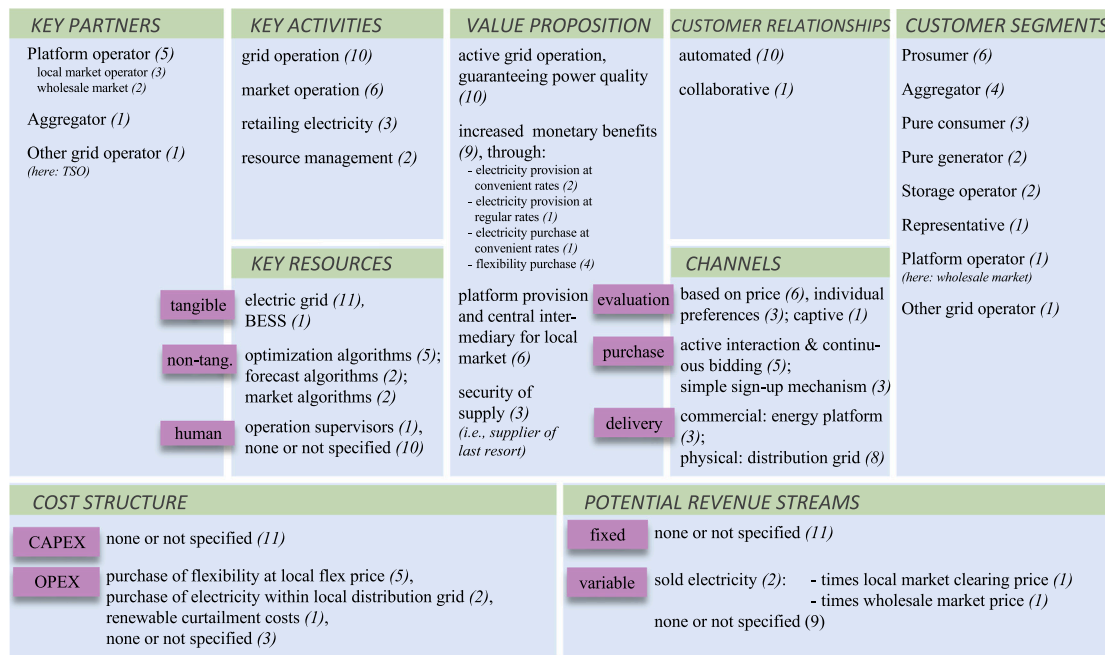 KEY PARTNERS
Platform operator (5)
local market operator (3)
wholesale market (2)
Aggregator (1)
Other grid operator (1)
(here: TSO)
KEY ACTIVITIES
grid operation (10)
market operation (6)
retailing electricity (3)
resource management (2)
KEY RESOURCES
tangible
electric grid (11),
BESS (1)
non-tang.
optimization algorithms (5);
forecast algorithms (2);
market algorithms (2)
human
operation supervisors (1),
none or not specified (10)
VALUE PROPOSITION
active grid operation,
guaranteeing power quality
(10)
increased monetary benefits
(9), through:
- electricity provision at
convenient rates (2)
- electricity provision at
regular rates (1)
- electricity purchase at
convenient rates (1)
- flexibility purchase (4)
platform provision
and central inter-
mediary for local
market (6)
security of
supply (3)
(i.e., supplier of
last resort)
CUSTOMER RELATIONSHIPS
automated (10)
collaborative (1)
CHANNELS
evaluation
based on price (6), individual
preferences (3); captive (1)
purchase
active interaction & continu-
ous bidding (5);
simple sign-up mechanism (3)
delivery
commercial: energy platform
(3);
physical: distribution grid (8)
CUSTOMER SEGMENTS
Prosumer (6)
Aggregator (4)
Pure consumer (3)
Pure generator (2)
Storage operator (2)
Representative (1)
Platform operator (1)
(here: wholesale market)
Other grid operator (1)
COST STRUCTURE
CAPEX
none or not specified (11)
OPEX
purchase of flexibility at local flex price (5),
purchase of electricity within local distribution grid (2),
renewable curtailment costs (1),
none or not specified (3)
POTENTIAL REVENUE STREAMS
fixed
none or not specified (11)
variable
sold electricity (2): - times local market clearing price (1)
- times wholesale market price (1)
none or not specified (9)